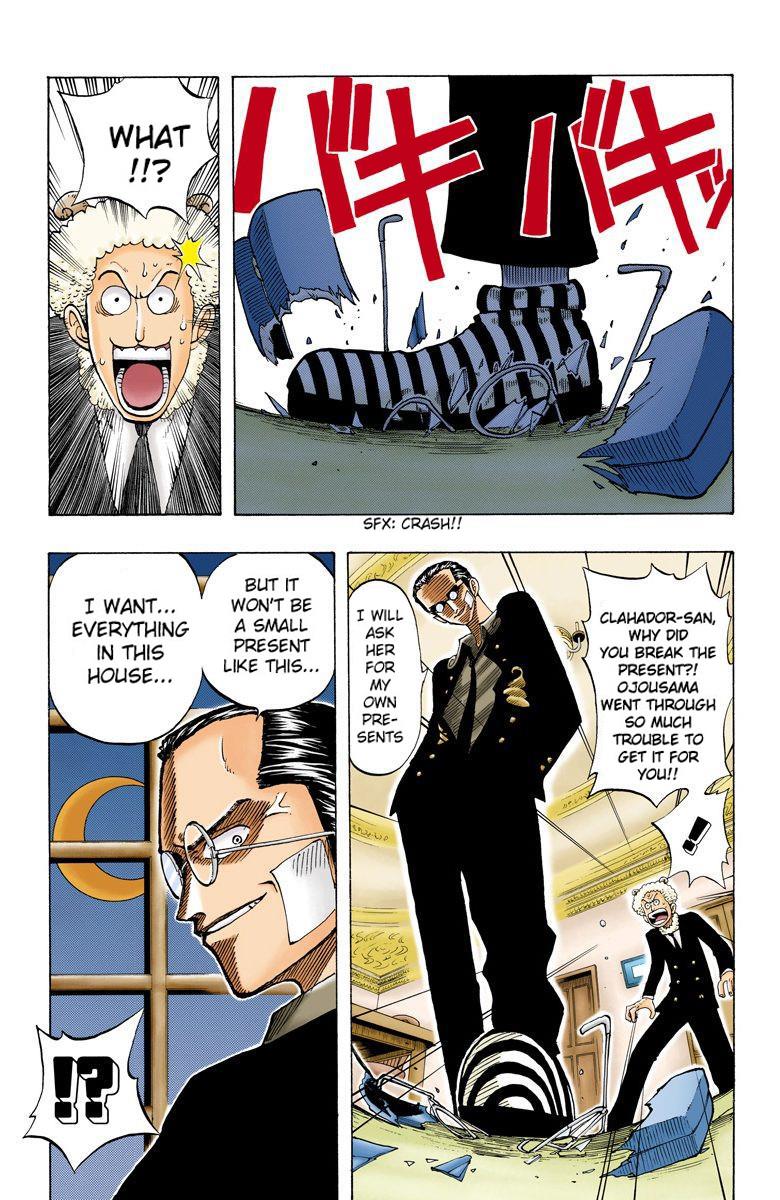 バキバキッ
SFX: CRASH!!
WHAT
!!?
CLAHADOR-SAN,
WHY DID
YOU BREAK THE
PRESENT?!
OJOUSAMA
WENT THROUGH
SO MUCH
TROUBLE TO
GET IT FOR
YOU!!
!
I WILL
ASK
HER FOR
MY
OWN
PRE-
SENTS
BUT IT
WON'T BE
A SMALL
PRESENT
LIKE THIS...
I WANT...
EVERYTHING
IN THIS
HOUSE...
!?